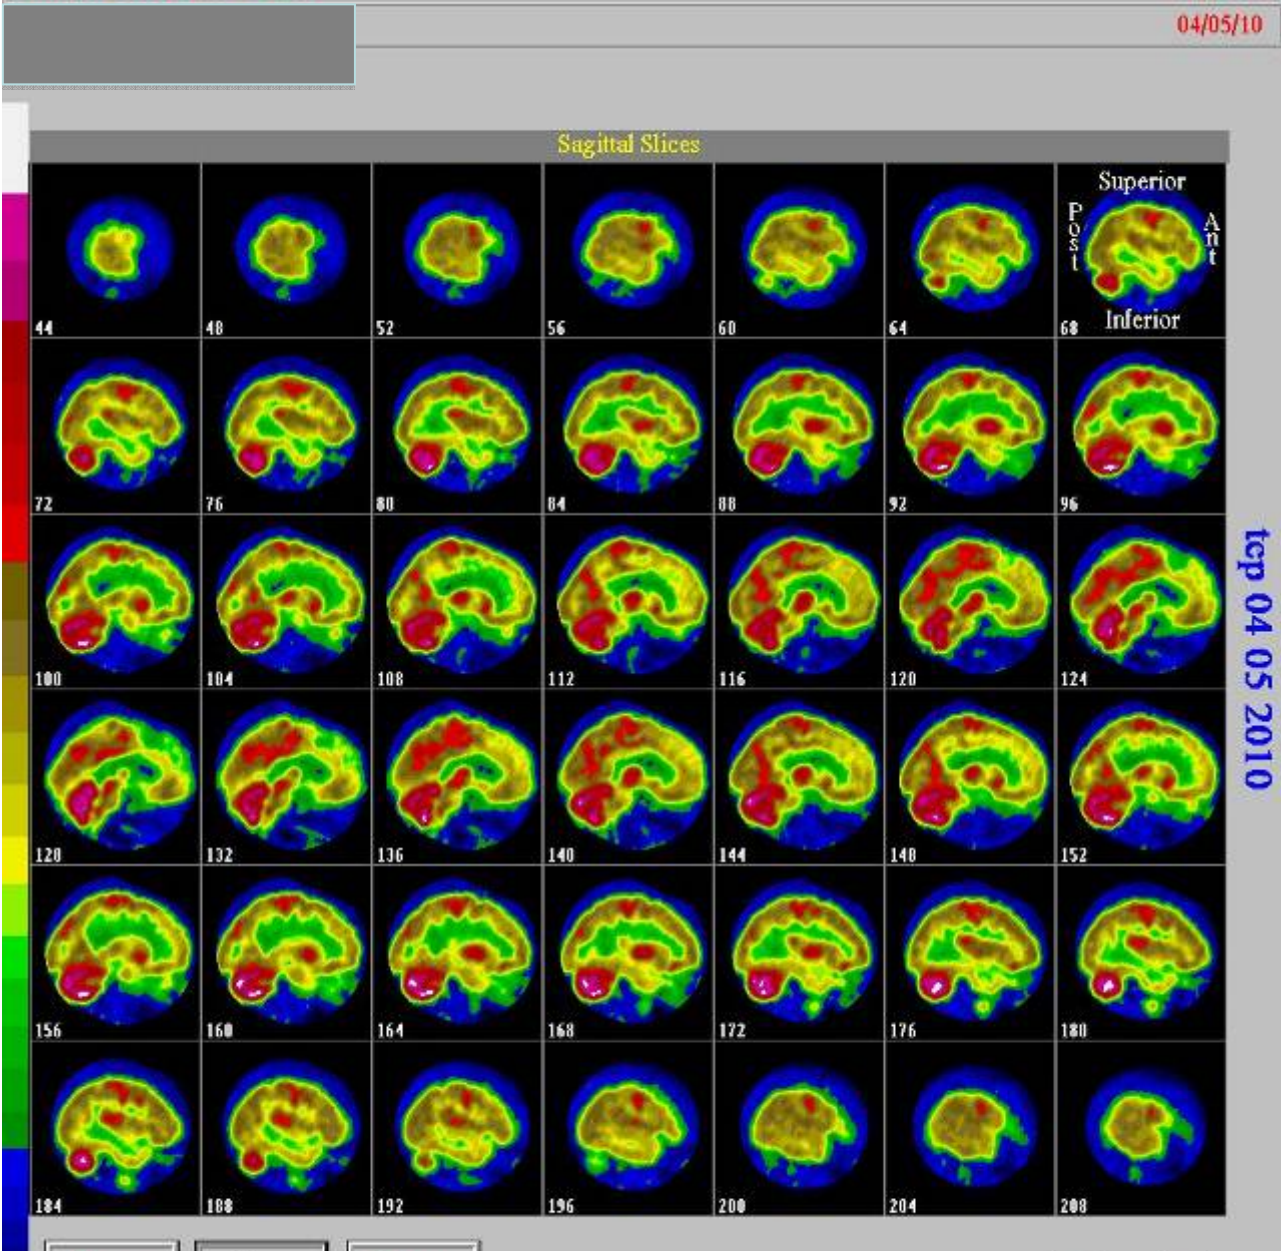 04/05/10
Sagittal Slices
Superior
Post
Ant
Inferior
44 48 52 56 60 64 68
72 76 80 84 88 92 96
100 104 108 112 116 120 124
128 132 136 140 144 148 152
156 160 164 168 172 176 180
184 188 192 196 200 204 208
tep 04 05 2010